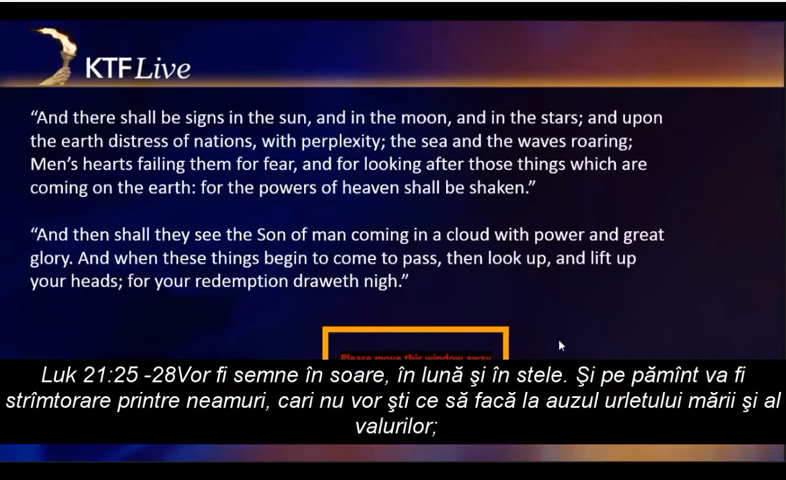 KTF Live
“And there shall be signs in the sun, and in the moon, and in the stars; and upon
the earth distress of nations, with perplexity; the sea and the waves roaring;
Men’s hearts failing them for fear, and for looking after those things which are
coming on the earth: for the powers of heaven shall be shaken.”
“And then shall they see the Son of man coming in a cloud with power and great
glory. And when these things begin to come to pass, then look up, and lift up
your heads; for your redemption draweth nigh.”
Please move this window away
Luk 21:25 -28Vor fi semne în soare, în lună şi în stele. Şi pe pămînt va fi
strîmtorare printre neamuri, cari nu vor şti ce să facă la auzul urletului mării şi al
valurilor;